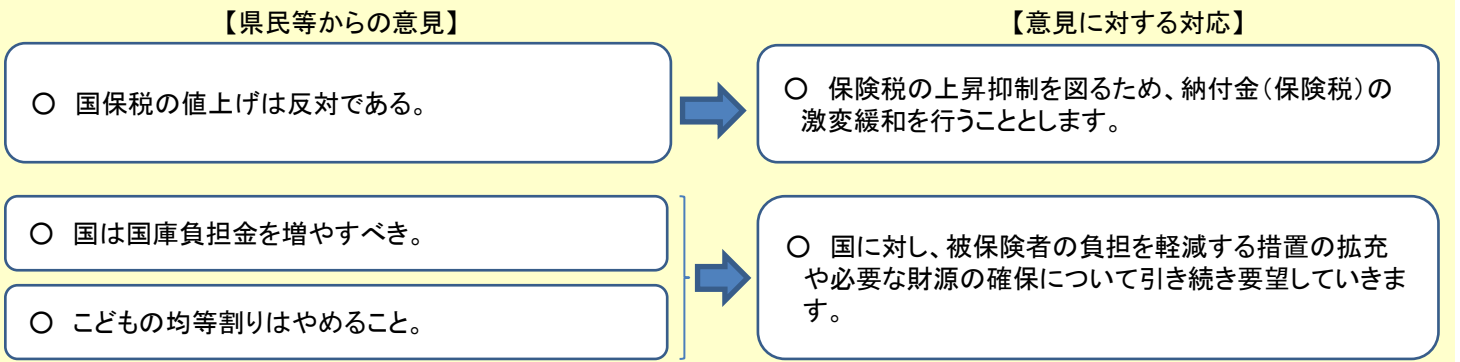 【県民等からの意見】
【意見に対する対応】
○ 国保税の値上げは反対である。
○ 保険税の上昇抑制を図るため、納付金(保険税)の
激変緩和を行うこととします。
○ 国は国庫負担金を増やすべき。
○ こどもの均等割りはやめること。
○ 国に対し、被保険者の負担を軽減する措置の拡充
や必要な財源の確保について引き続き要望していきま
す。